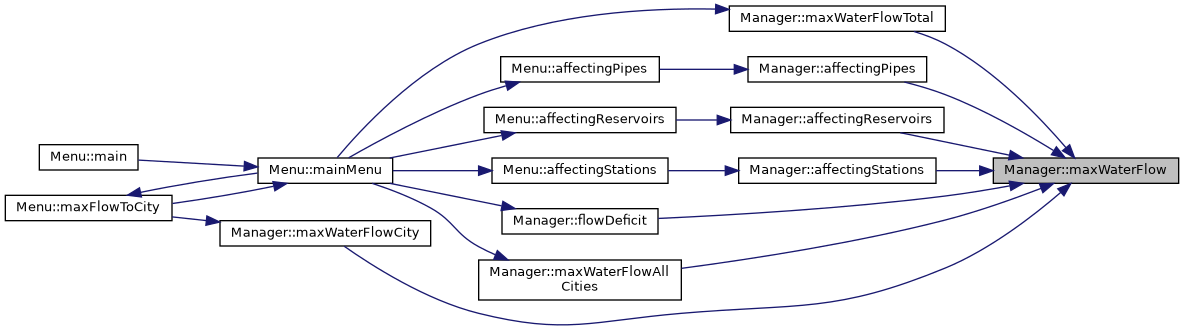 Manager::maxWaterFlowTotal
Menu::affectingPipes
Manager::affectingPipes
Menu::affectingReservoirs
Manager::affectingReservoirs
Menu::main
Menu::mainMenu
Menu::affectingStations
Manager::affectingStations
Manager::maxWaterFlow
Menu::maxFlowToCity
Manager::flowDeficit
Manager::maxWaterFlowCity
Manager::maxWaterFlowAll
Cities